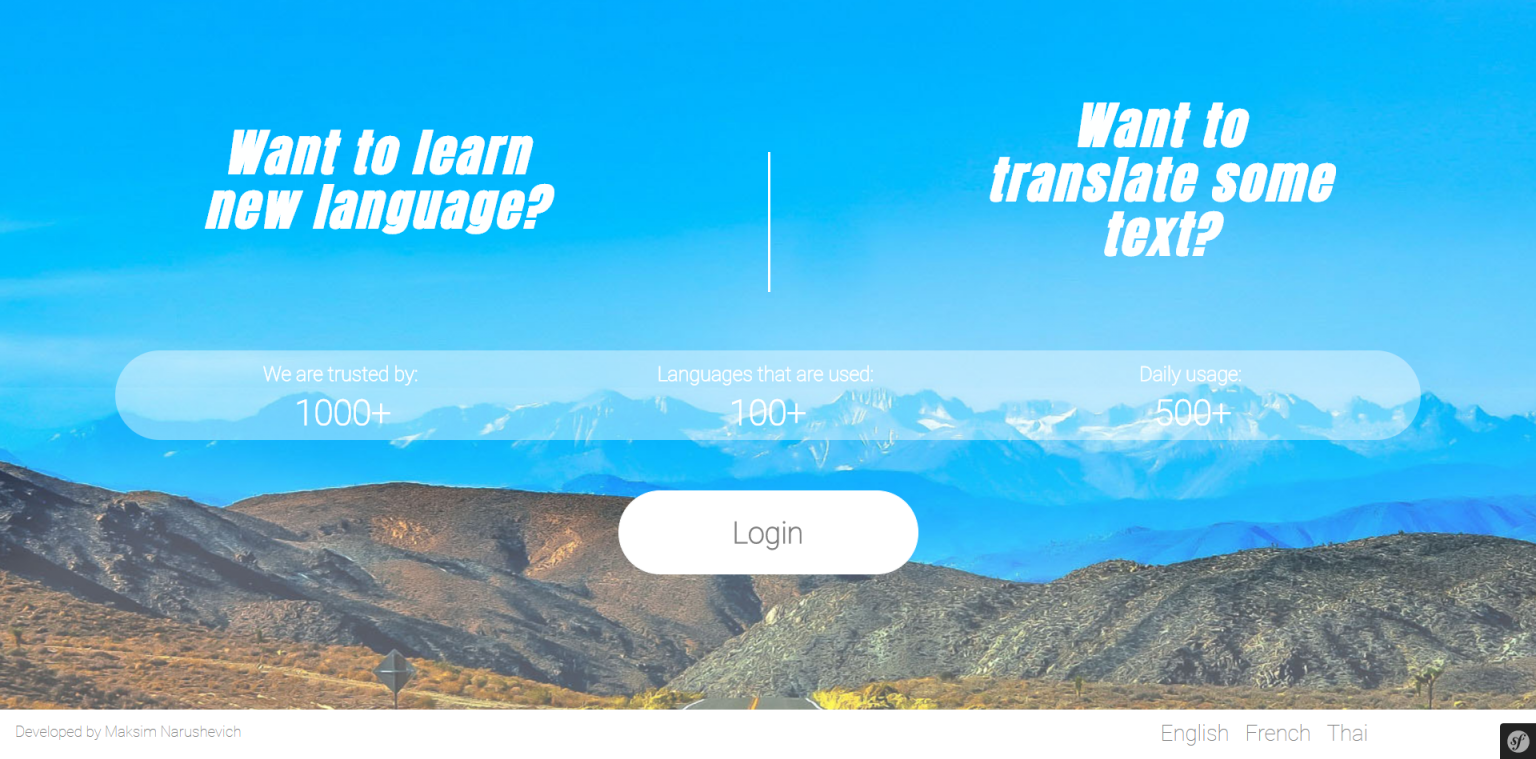 Want to learn
new language?
Want to
translate some
text?
We are trusted by:
1000+
Languages that are used:
100+
Daily usage:
500+
Login
Developed by Maksim Narushevich
English French Thai
sf